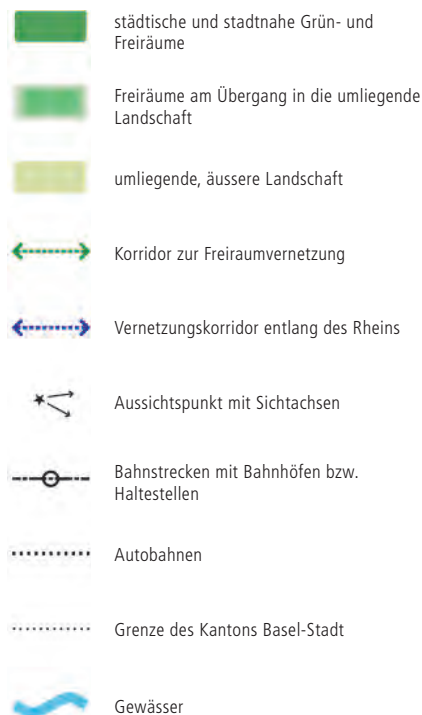 städtische und stadtnahe Grün- und
Freiräume
Freiräume am Übergang in die umliegende
Landschaft
umliegende, äussere Landschaft
Korridor zur Freiraumvernetzung
Vernetzungskorridor entlang des Rheins
Aussichtspunkt mit Sichtachsen
Bahnstrecken mit Bahnhöfen bzw.
Haltestellen
Autobahnen
Grenze des Kantons Basel-Stadt
Gewässer